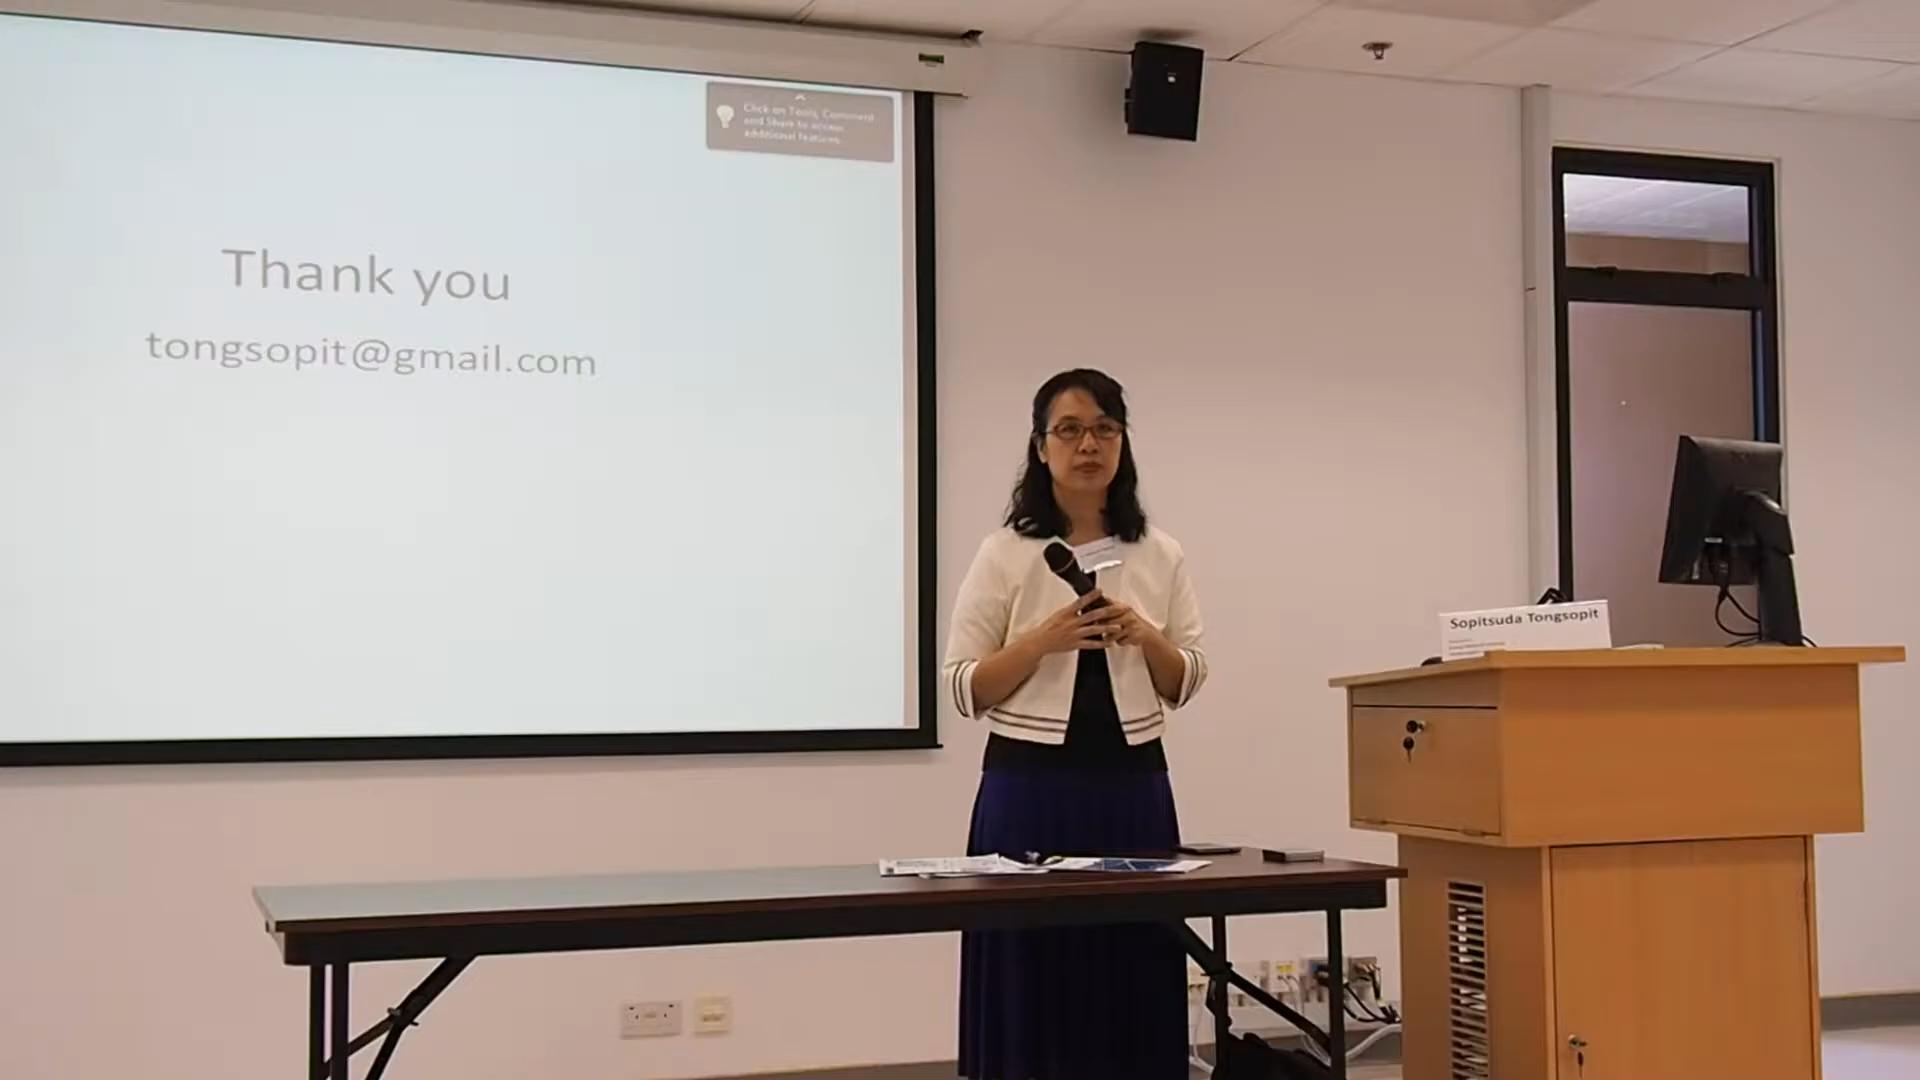 Click on Tools, Comment
and Share to access
additional features.
Thank you
tongsopit@gmail.com
Sopitsuda Tongsopit